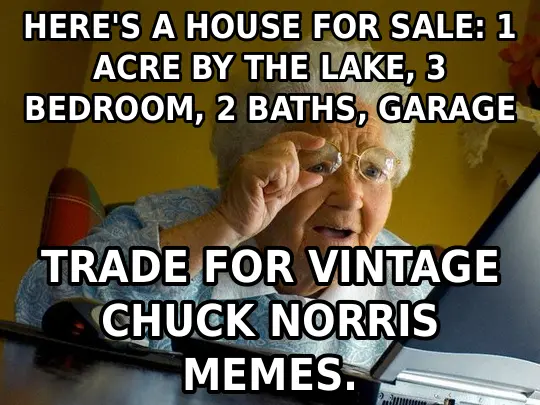 HERE'S A HOUSE FOR SALE: 1
ACRE BY THE LAKE, 3
BEDROOM, 2 BATHS, GARAGE
TRADE FOR VINTAGE
CHUCK NORRIS
MEMES.